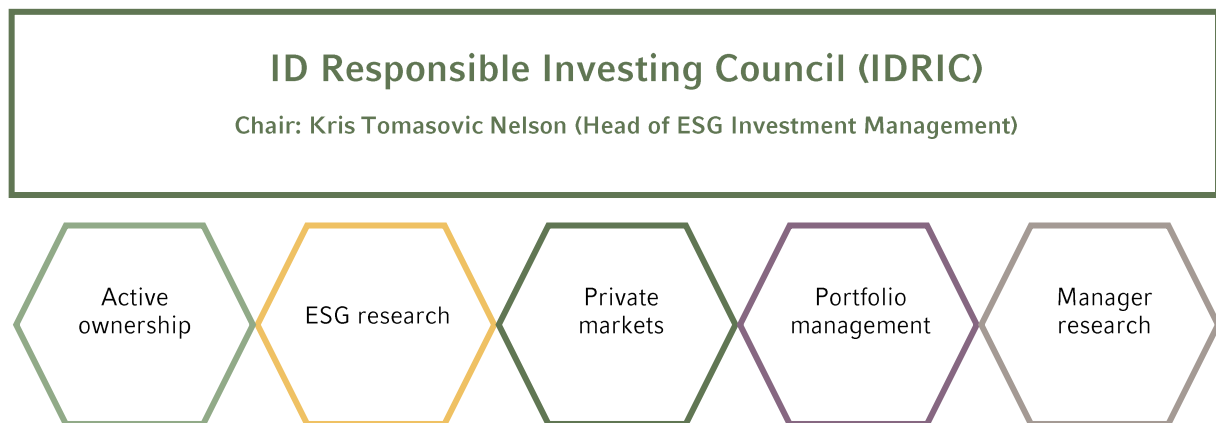 ID Responsible Investing Council (IDRIC)
Chair: Kris Tomasovic Nelson (Head of ESG Investment Management)
Active
ownership
ESG research
Private
markets
Portfolio
management
Manager
research